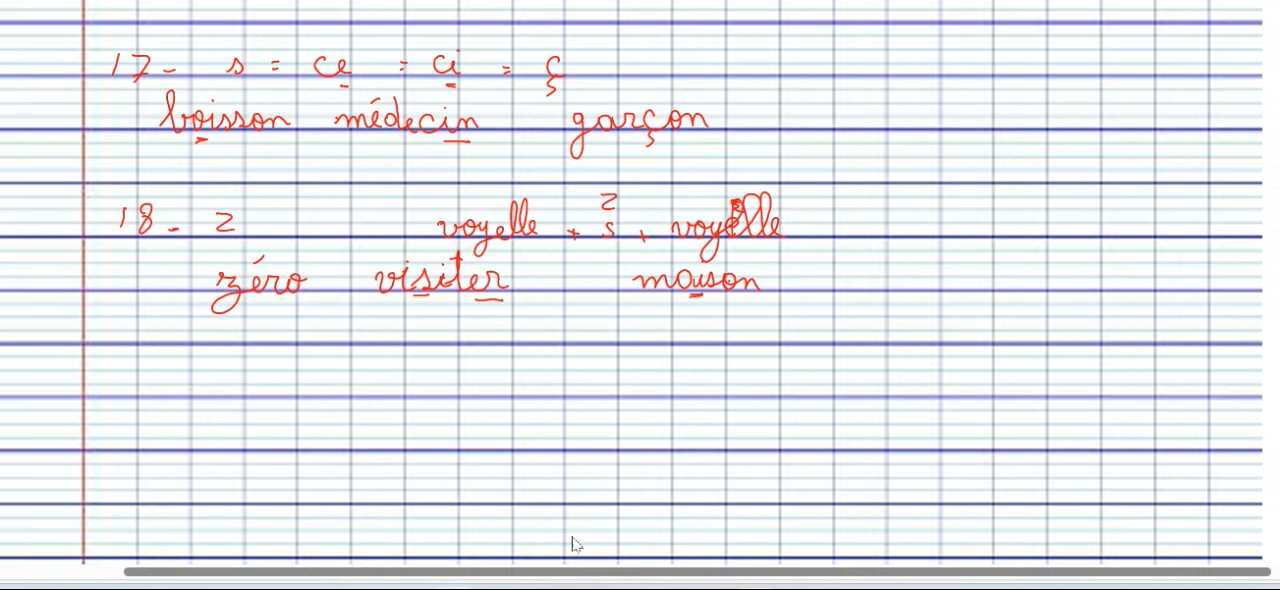 17- s = ce = ci = ç
boisson médecin garçon
z
18- z voyelle + s + voyelle
zéro visiter maison